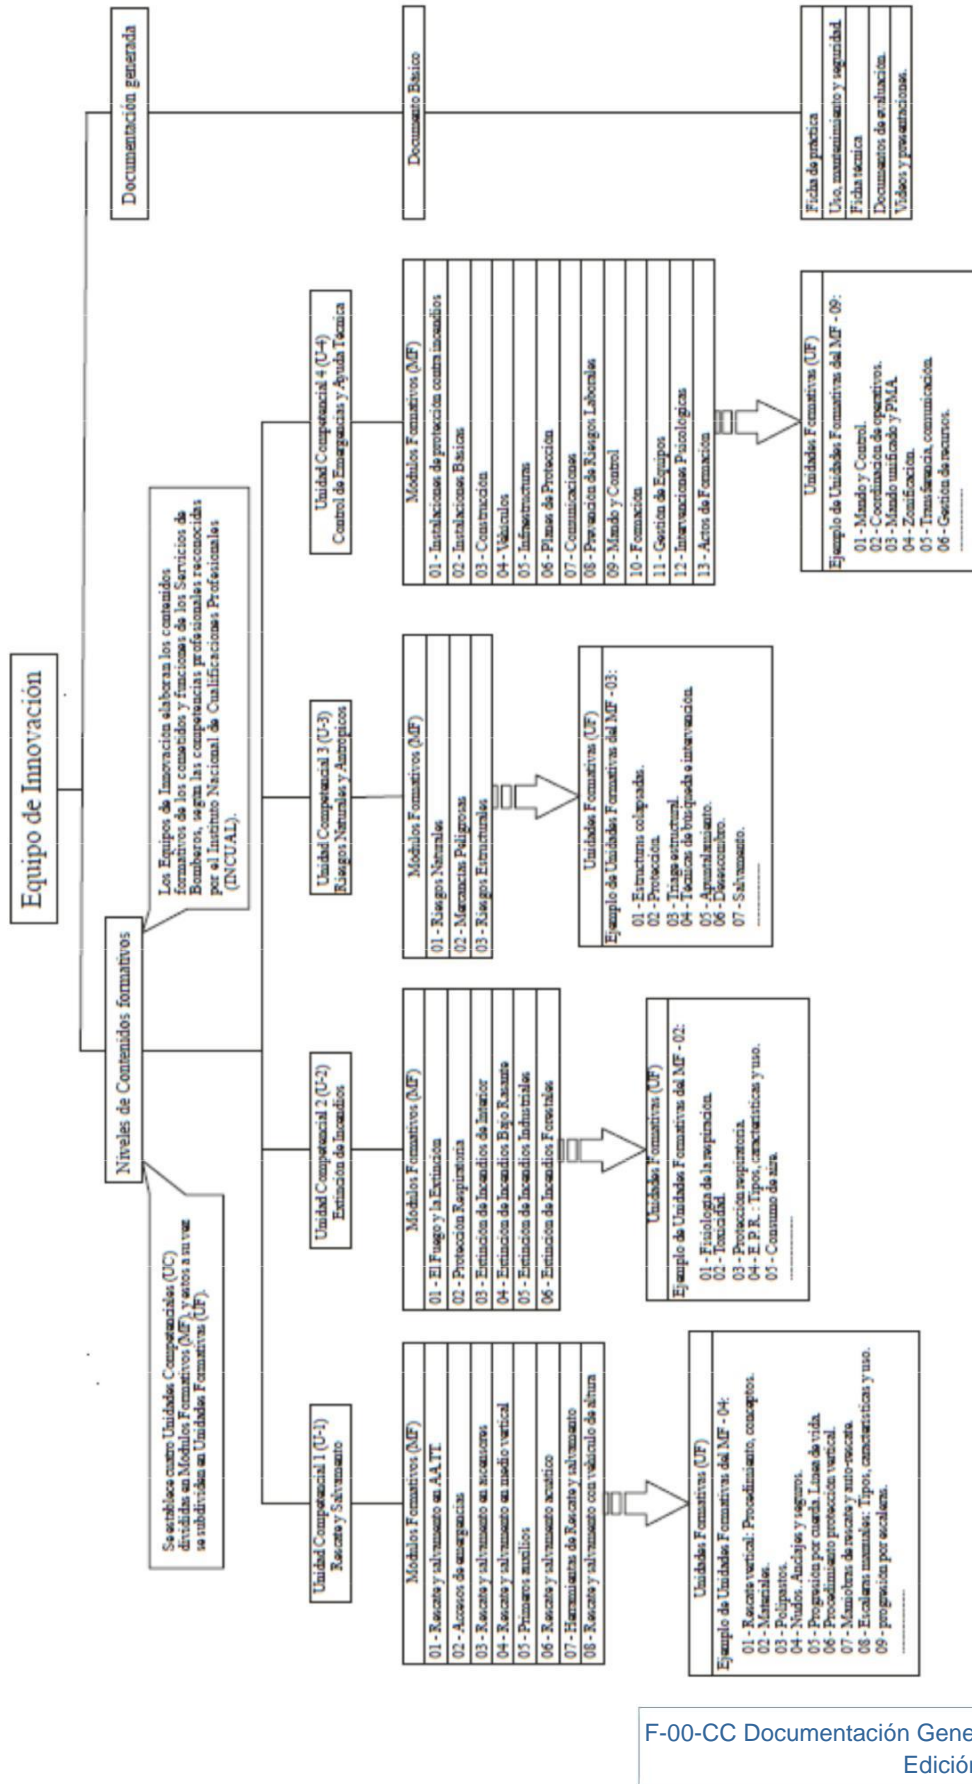 Equipo de Innovación
Niveles de Contenidos formativos
Documentación generada
Se establece cuatro Unidades Competenciales (UC)
divididas en Modulos Formativos (MF), y estos a su vez
se subdividen en Unidades Formativas (UF).
Los Equipos de Innovación elaboran los contenidos
formativos de los cometidos y funciones de los Servicios de
Bomberos, según las competencias profesionales reconocidas
por el Instituto Nacional de Cualificaciones Profesionales
(INCUAL).
Unidad Competencial 1 (U-1)
Rescate y Salvamento
Modulos Formativos (MF)
01 - Rescate y salvamento en AATT.
02 - Accesos de emergencias
03 - Rescate y salvamento en ascensores
04 - Rescate y salvamento en medio vertical
05 - Primeros auxilios
06 - Rescate y salvamento acuático
07 - Herramientas de Rescate y salvamento
08 - Rescate y salvamento con vehículo de altura
Unidades Formativas (UF)
Ejemplo de Unidades Formativas del MF - 04:
01 - Rescate vertical: Procedimiento, conceptos.
02 - Materiales.
03 - Polipastos.
04 - Nudos. Anclajes y seguros.
05 - Progresión por cuerda. Linea de vida.
06 - Procedimiento protección vertical.
07 - Maniobras de rescate y auto-rescate.
08 - Escaleras manuales; Tipos, características y uso.
09 - progresión por escaleras.
..................
Unidad Competencial 2 (U-2)
Extinción de Incendios
Modulos Formativos (MF)
01 - El Fuego y la Extinción
02 - Protección Respiratoria
03 - Extinción de Incendios de Interior
04 - Extinción de Incendios Bajo Rasante
05 - Extinción de Incendios Industriales
06 - Extinción de Incendios Forestales
Unidades Formativas (UF)
Ejemplo de Unidades Formativas del MF - 02:
01 - Fisiología de la respiración.
02 - Toxicidad.
03 - Protección respiratoria.
04 - E.P.R. : Tipos, características y uso.
05 - Consumo de aire.
..................
Unidad Competencial 3 (U-3)
Riesgos Naturales y Antrópicos
Modulos Formativos (MF)
01 - Riesgos Naturales
02 - Mercancías Peligrosas
03 - Riesgos Estructurales
Unidades Formativas (UF)
Ejemplo de Unidades Formativas del MF - 03:
01 - Estructuras colapsadas.
02 - Protección.
03 - Triage estructural.
04 - Técnicas de búsqueda e intervención.
05 - Apuntalamiento.
06 - Desescombro.
07 - Salvamento.
..................
Unidad Competencial 4 (U-4)
Control de Emergencias y Ayuda Técnica
Modulos Formativos (MF)
01 - Instalaciones de protección contra incendios
02 - Instalaciones Básicas
03 - Construcción
04 - Vehículos
05 - Infraestructuras
06 - Planes de Protección
07 - Comunicaciones
08 - Prevención de Riesgos Laborales
09 - Mando y Control
10 - Formación
11 - Gestión de Equipos
12 - Intervenciones Psicológicas
13 - Actos de Formación
Unidades Formativas (UF)
Ejemplo de Unidades Formativas del MF - 09:
01 - Mando y Control.
02 - Coordinación de operativos.
03 - Mando unificado y PMA.
04 - Zonificación.
05 - Transferencia, comunicación.
06 - Gestión de recursos.
..................
Documento Básico
Ficha de práctica
Uso, mantenimiento y seguridad.
Ficha técnica
Documentos de evaluación.
Videos y presentaciones.
F-00-CC Documentación Gene
Edición